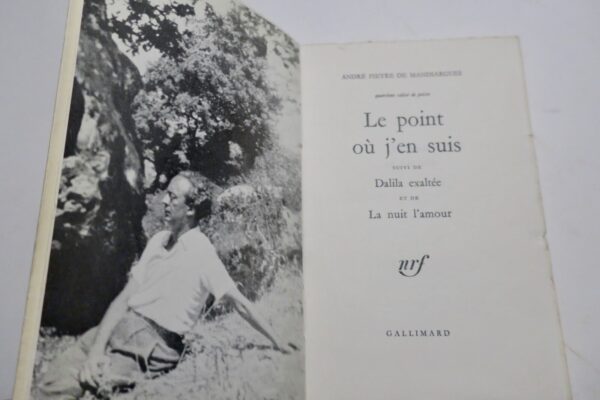 ANDRÉ PIEYRE DE MANDIARGUES
quatrième cahier de poésie
Le point
où j'en suis
SUIVI DE
Dalila exaltée
ET DE
La nuit l'amour
nrf
GALLIMARD